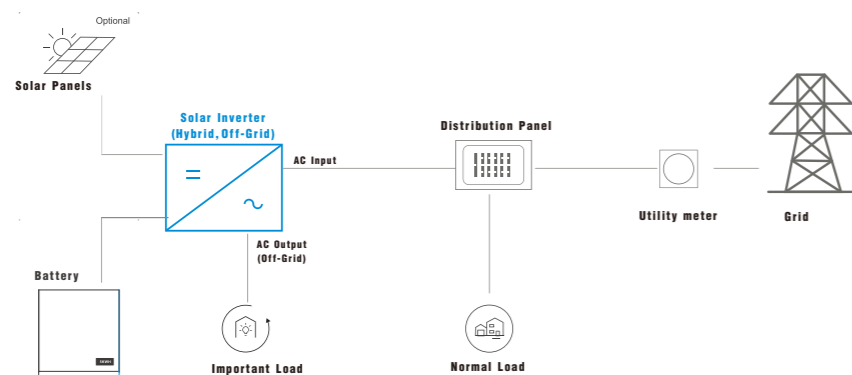 Optional
Solar Panels
Solar Inverter
(Hybrid, Off-Grid)
AC Input
Distribution Panel
Utility meter
Grid
AC Output
(Off-Grid)
Battery
Important Load
Normal Load